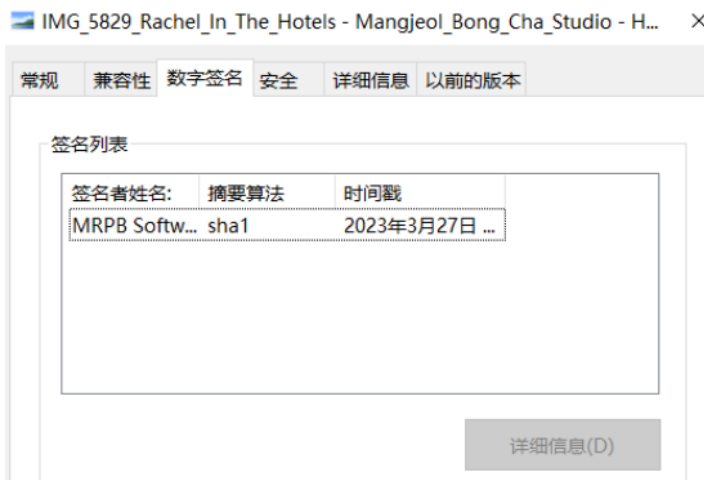 IMG_5829_Rachel_In_The_Hotels - Mangjeol_Bong_Cha_Studio - H...
常规 兼容性 数字签名 安全 详细信息 以前的版本
签名列表
签名者姓名: 摘要算法 时间戳
MRPB Softw... sha1 2023年3月27日 ...
详细信息(D)